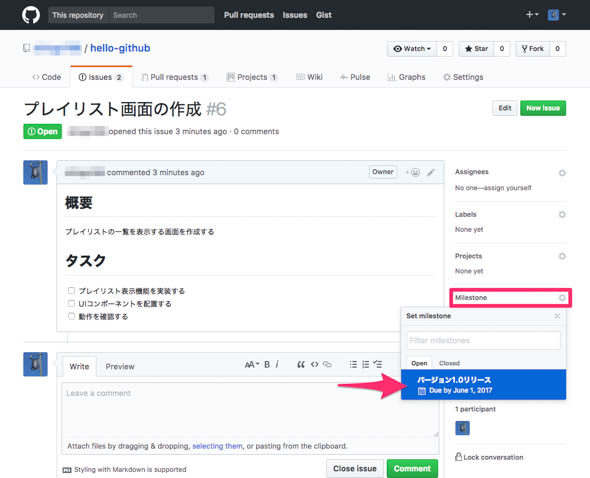 This repository Search Pull requests Issues Gist
/ hello-github
Watch 0 Star 0 Fork 0
Code Issues 2 Pull requests 1 Projects 1 Wiki Pulse Graphs Settings
プレイリスト画面の作成 #6
Edit New issue
Open opened this issue 3 minutes ago · 0 comments
commented 3 minutes ago Owner
概要
プレイリストの一覧を表示する画面を作成する
タスク
プレイリスト表示機能を実装する
UIコンポーネントを配置する
動作を確認する
Assignees
No one—assign yourself
Labels
None yet
Projects
None yet
Milestone
Set milestone
Filter milestones
Open Closed
バージョン1.0リリース
Due by June 1, 2017
1 participant
Lock conversation
Write Preview
AA B i
Leave a comment
Attach files by dragging & dropping, selecting them, or pasting from the clipboard.
Styling with Markdown is supported
Close issue Comment